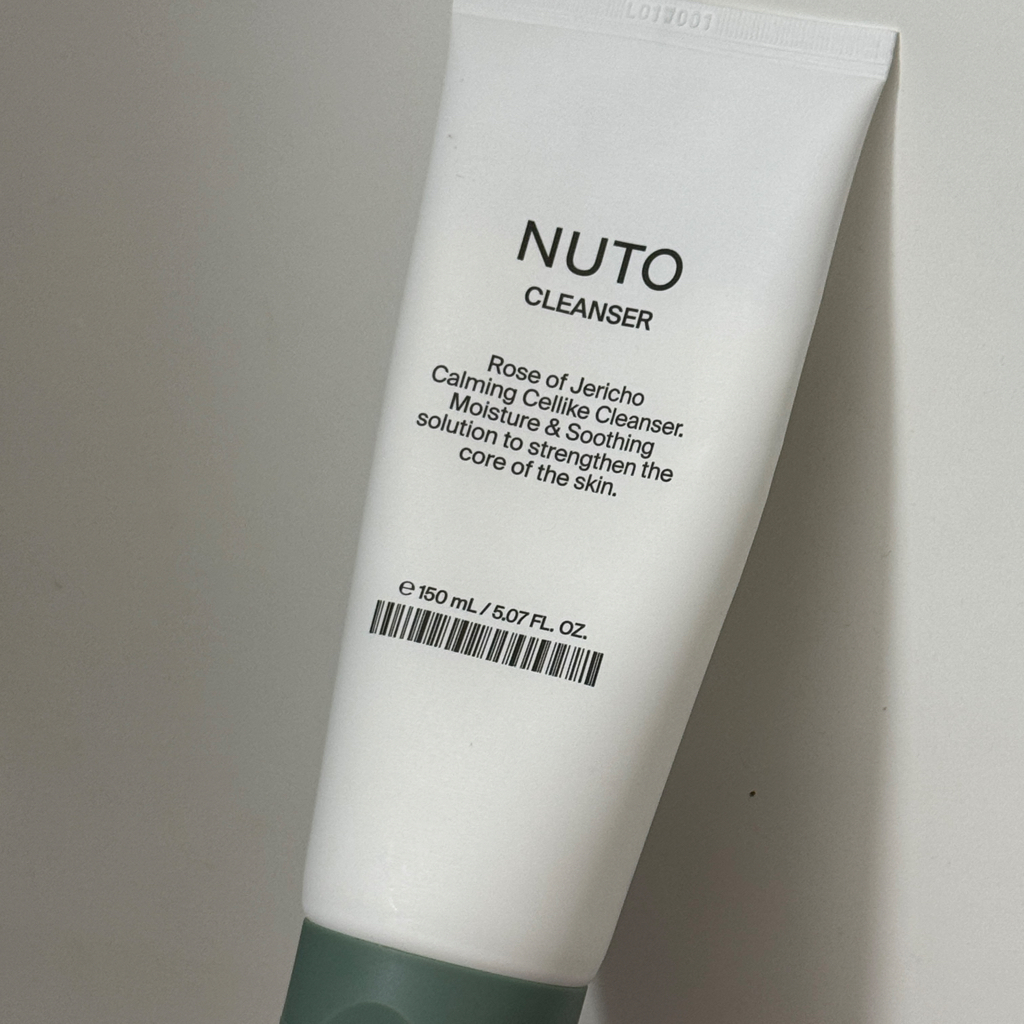 NUTO
CLEANSER
Rose of Jericho
Calming Cellike Cleanser.
Moisture & Soothing
solution to strengthen the
core of the skin.
℮ 150 mL / 5.07 FL. OZ.